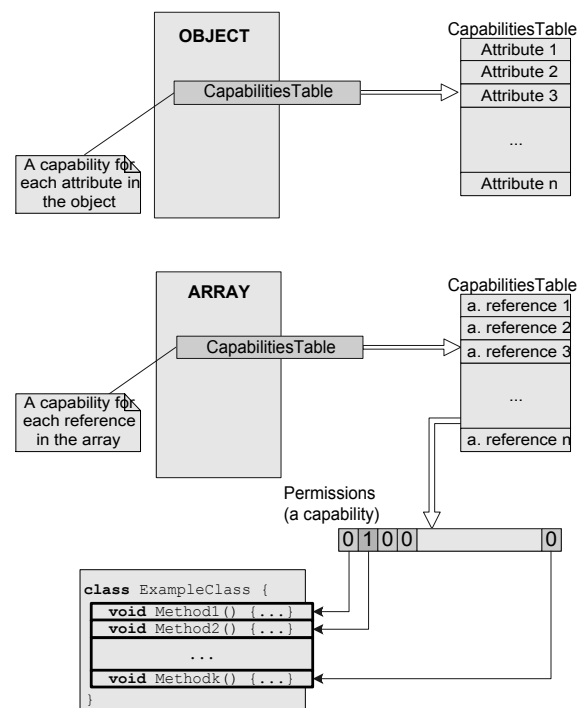 OBJECT
CapabilitiesTable
A capability for
each attribute in
the object
CapabilitiesTable
Attribute 1
Attribute 2
Attribute 3
...
Attribute n
ARRAY
CapabilitiesTable
A capability for
each reference
in the array
CapabilitiesTable
a. reference 1
a. reference 2
a. reference 3
...
a. reference n
Permissions
(a capability)
0 1 0 0 0
class ExampleClass {
void Method1() {...}
void Method2() {...}
...
void Methodk() {...}
}